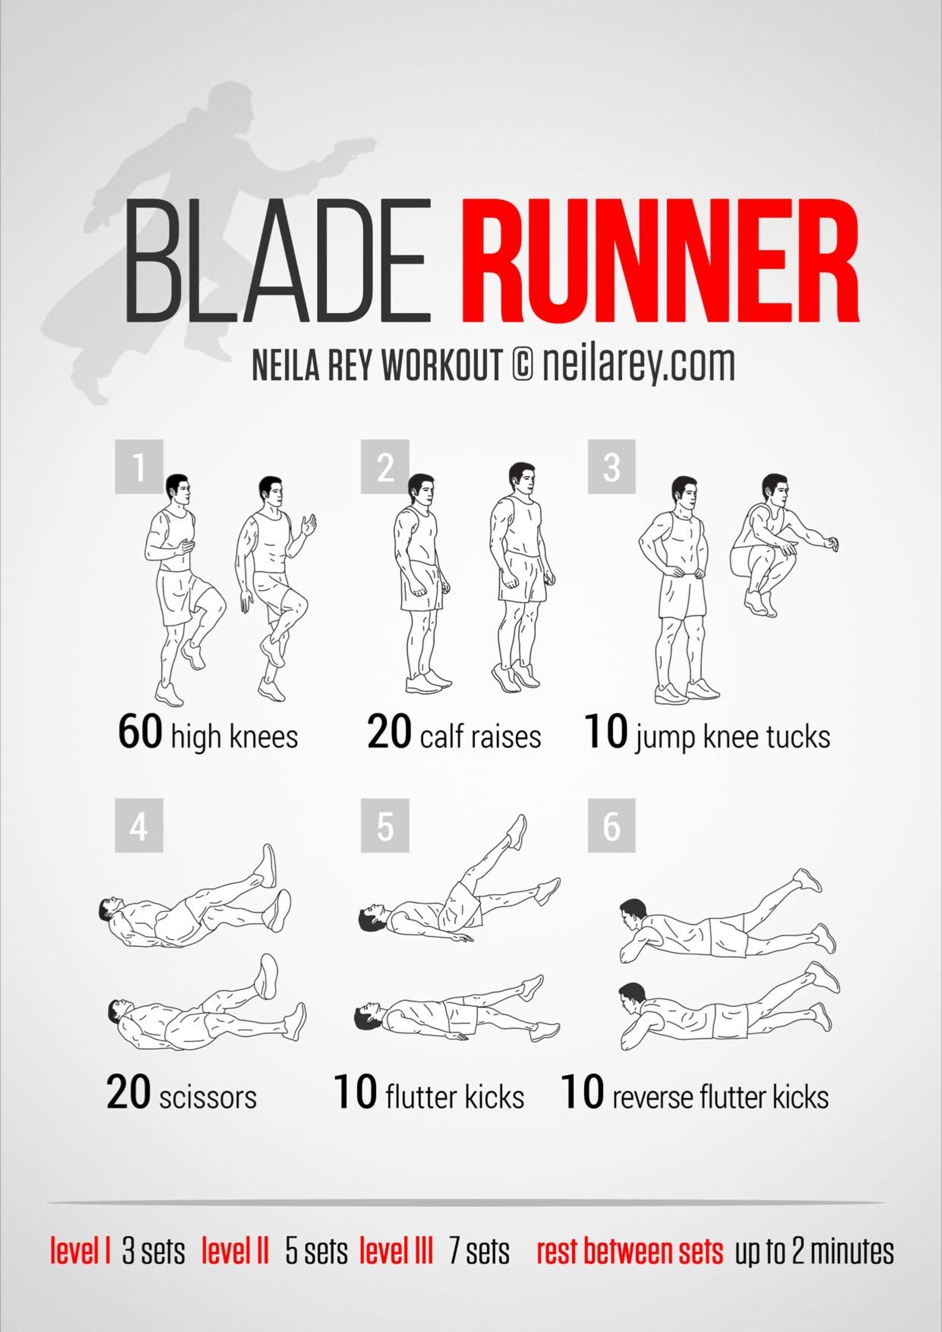 BLADE RUNNER
NEILA REY WORKOUT © neilarey.com
1
2
3
60 high knees
20 calf raises
10 jump knee tucks
4
5
6
20 scissors
10 flutter kicks
10 reverse flutter kicks
level I 3 sets level II 5 sets level III 7 sets rest between sets up to 2 minutes